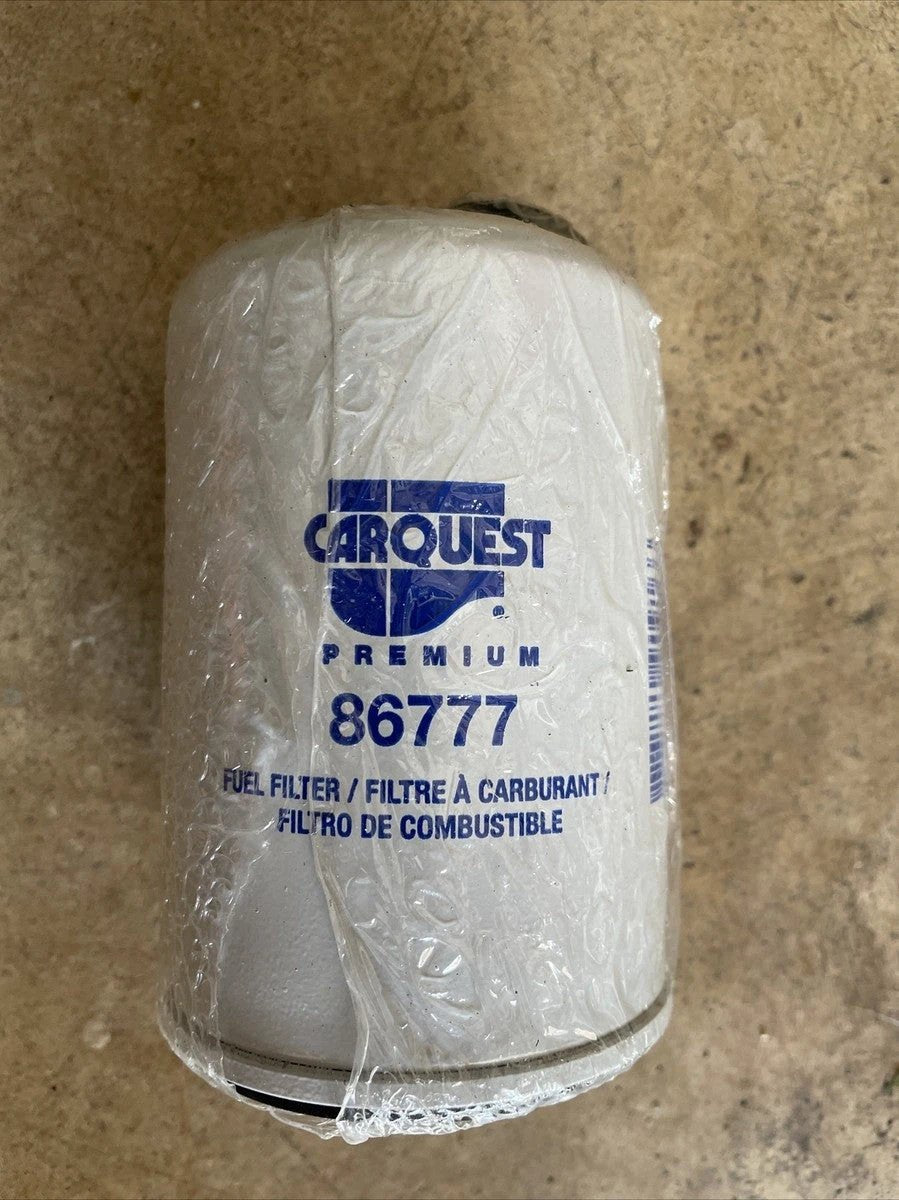 CARQUEST
®
PREMIUM
86777
FUEL FILTER / FILTRE À CARBURANT /
FILTRO DE COMBUSTIBLE